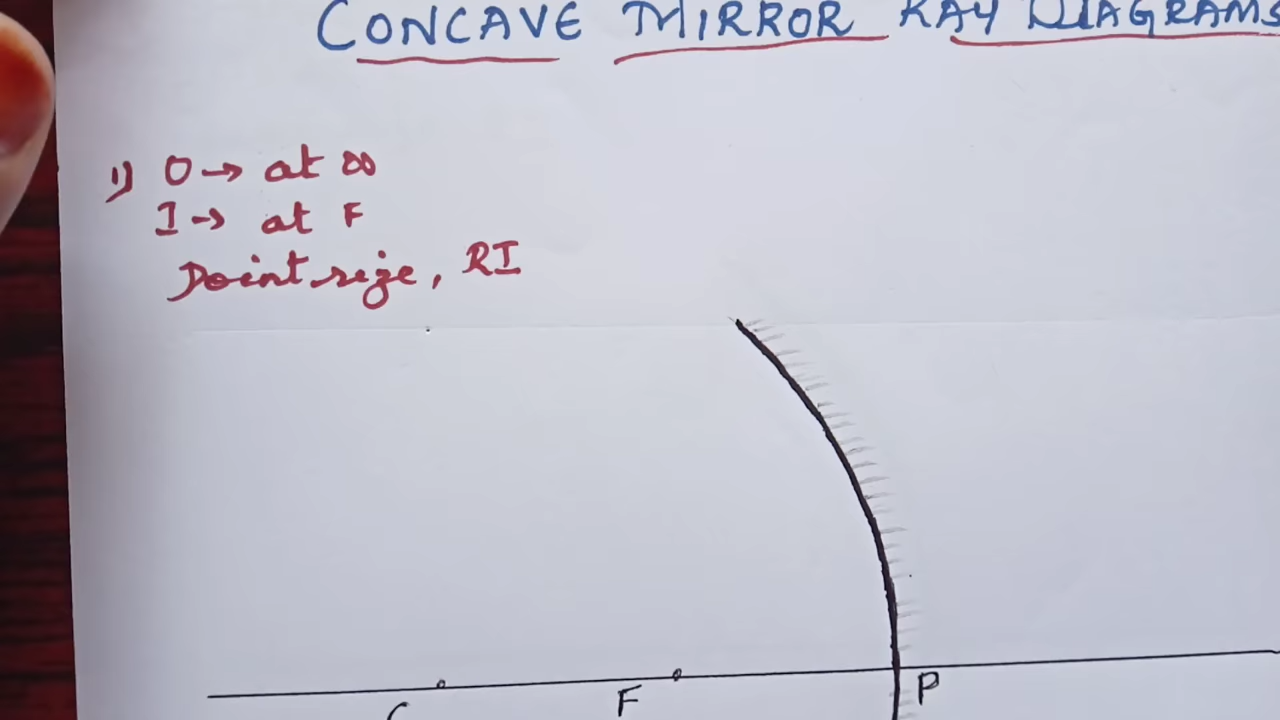 CONCAVE MIRROR RAY DIAGRAMS
1) O→ at ∞
I→ at F
Point size, RI
C F P